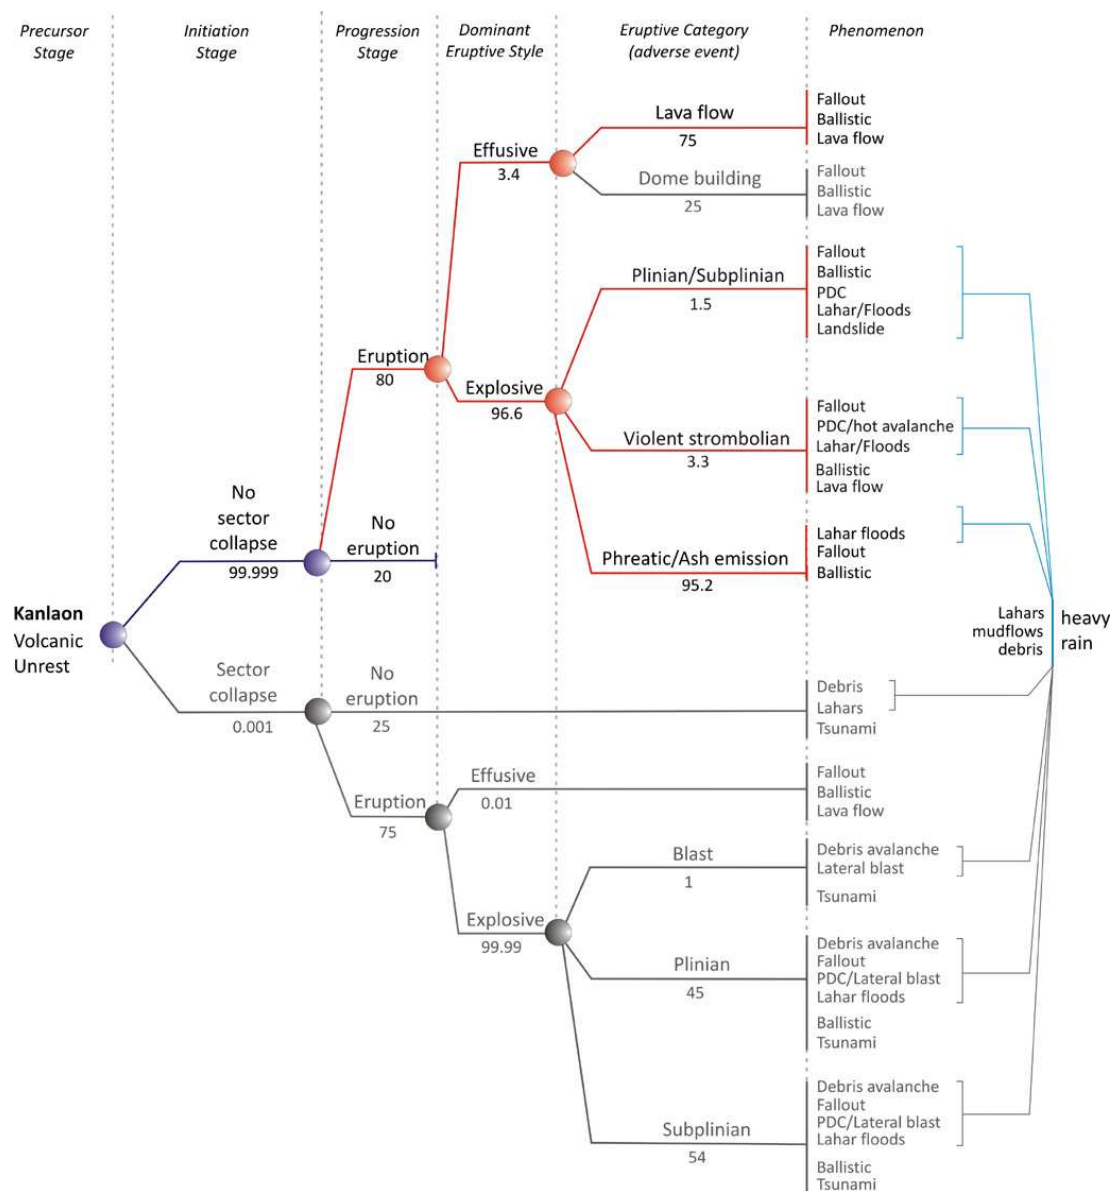 Precursor
Stage
Initiation
Stage
Progression
Stage
Dominant
Eruptive Style
Eruptive Category
(adverse event)
Phenomenon
Lava flow
75
Fallout
Ballistic
Lava flow
Effusive
3.4
Dome building
25
Fallout
Ballistic
Lava flow
Plinian/Subplinian
1.5
Fallout
Ballistic
PDC
Lahar/Floods
Landslide
Eruption
80
Explosive
96.6
Violent strombolian
3.3
Fallout
PDC/hot avalanche
Lahar/Floods
Ballistic
Lava flow
No
sector
collapse
99.999
No
eruption
20
Phreatic/Ash emission
95.2
Lahar floods
Fallout
Ballistic
Kanlaon
Volcanic
Unrest
Lahars
mudflows
debris
heavy
rain
Sector
collapse
0.001
No
eruption
25
Debris
Lahars
Tsunami
Eruption
75
Effusive
0.01
Fallout
Ballistic
Lava flow
Blast
1
Debris avalanche
Lateral blast
Tsunami
Explosive
99.99
Plinian
45
Debris avalanche
Fallout
PDC/Lateral blast
Lahar floods
Ballistic
Tsunami
Subplinian
54
Debris avalanche
Fallout
PDC/Lateral blast
Lahar floods
Ballistic
Tsunami